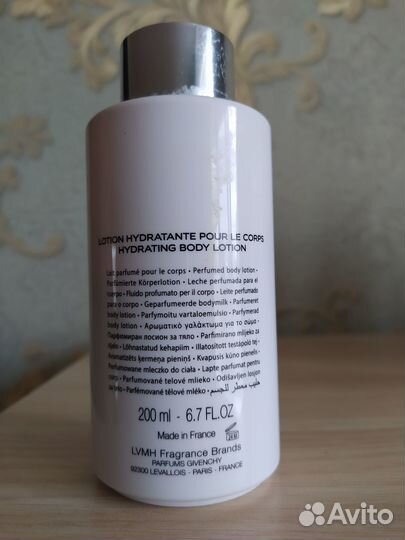 LOTION HYDRATANTE POUR LE CORPS
HYDRATING BODY LOTION
Lait parfumé pour le corps • Perfumed body lotion •
Parfümierte Körperlotion • Leche perfumada para el
cuerpo • Fluido profumato per il corpo • Leite perfumado
para o corpo • Geparfumeerde bodymilk • Parfumeret
body lotion • Parfymoitu vartaloemulsio • Parfymerad
body lotion • Αρωματικό γαλάκτωμα για το σώμα •
Парфюмиран лосион за тяло • Parfimirano mlijeko za
tijelo • Lõhnastatud kehapiim • Illatosított testápoló tej •
Aromatizēts ķermeņa pieniņš • Kvapusis kūno pienelis •
Perfumowane mleczko do ciała • Lapte parfumat pentru
corp • Parfumované telové mlieko • Odišavljen losjon
za telo • Parfémované tělové mléko • حليب معطر للجسم
200 ml - 6.7 FL.OZ
Made in France
24 M
LVMH Fragrance Brands
PARFUMS GIVENCHY
92300 LEVALLOIS - PARIS - FRANCE
Avito